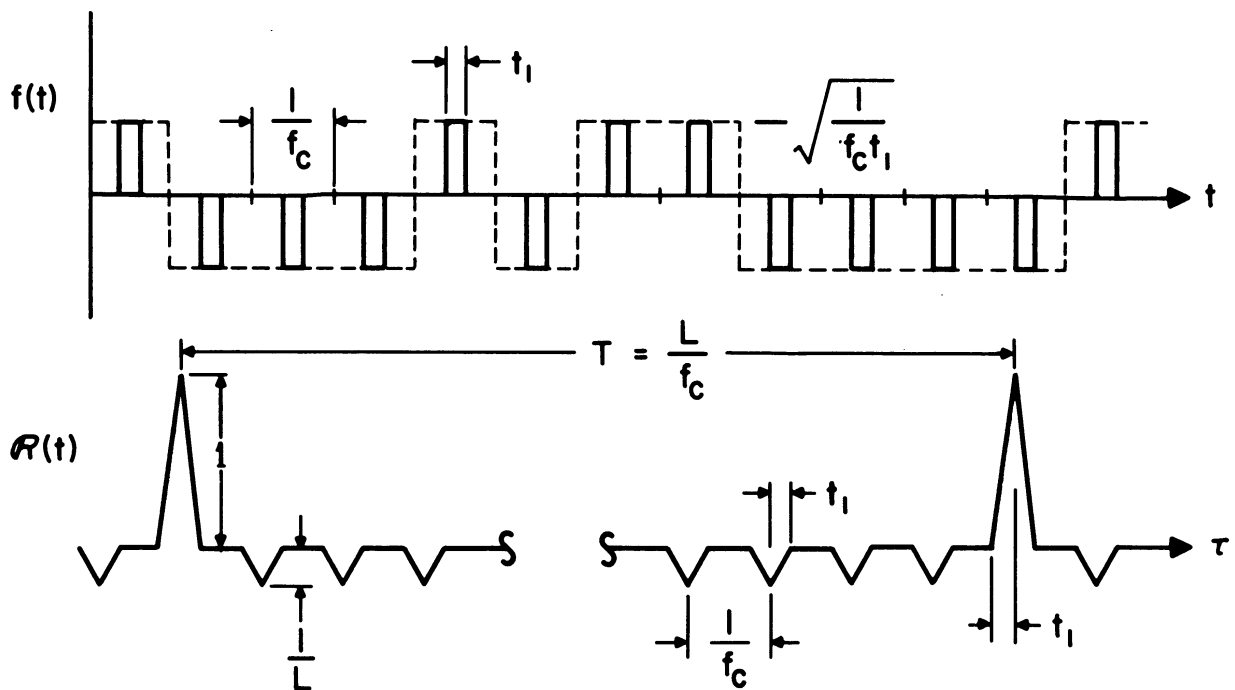 f(t)
t₁
1/f_c
√(1/(f_c t₁))
t
T = L/f_c
R(t)
1
τ
t₁
1/L
1/f_c
t₁